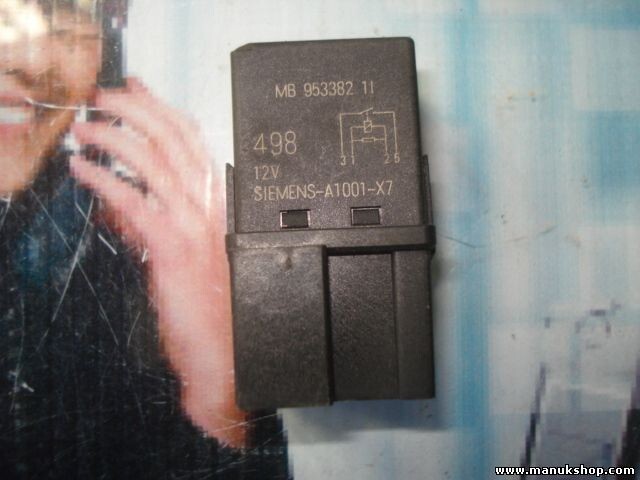 MB 953382 11
498
31 25
12V
SIEMENS-A1001-X7
www.manukshop.com